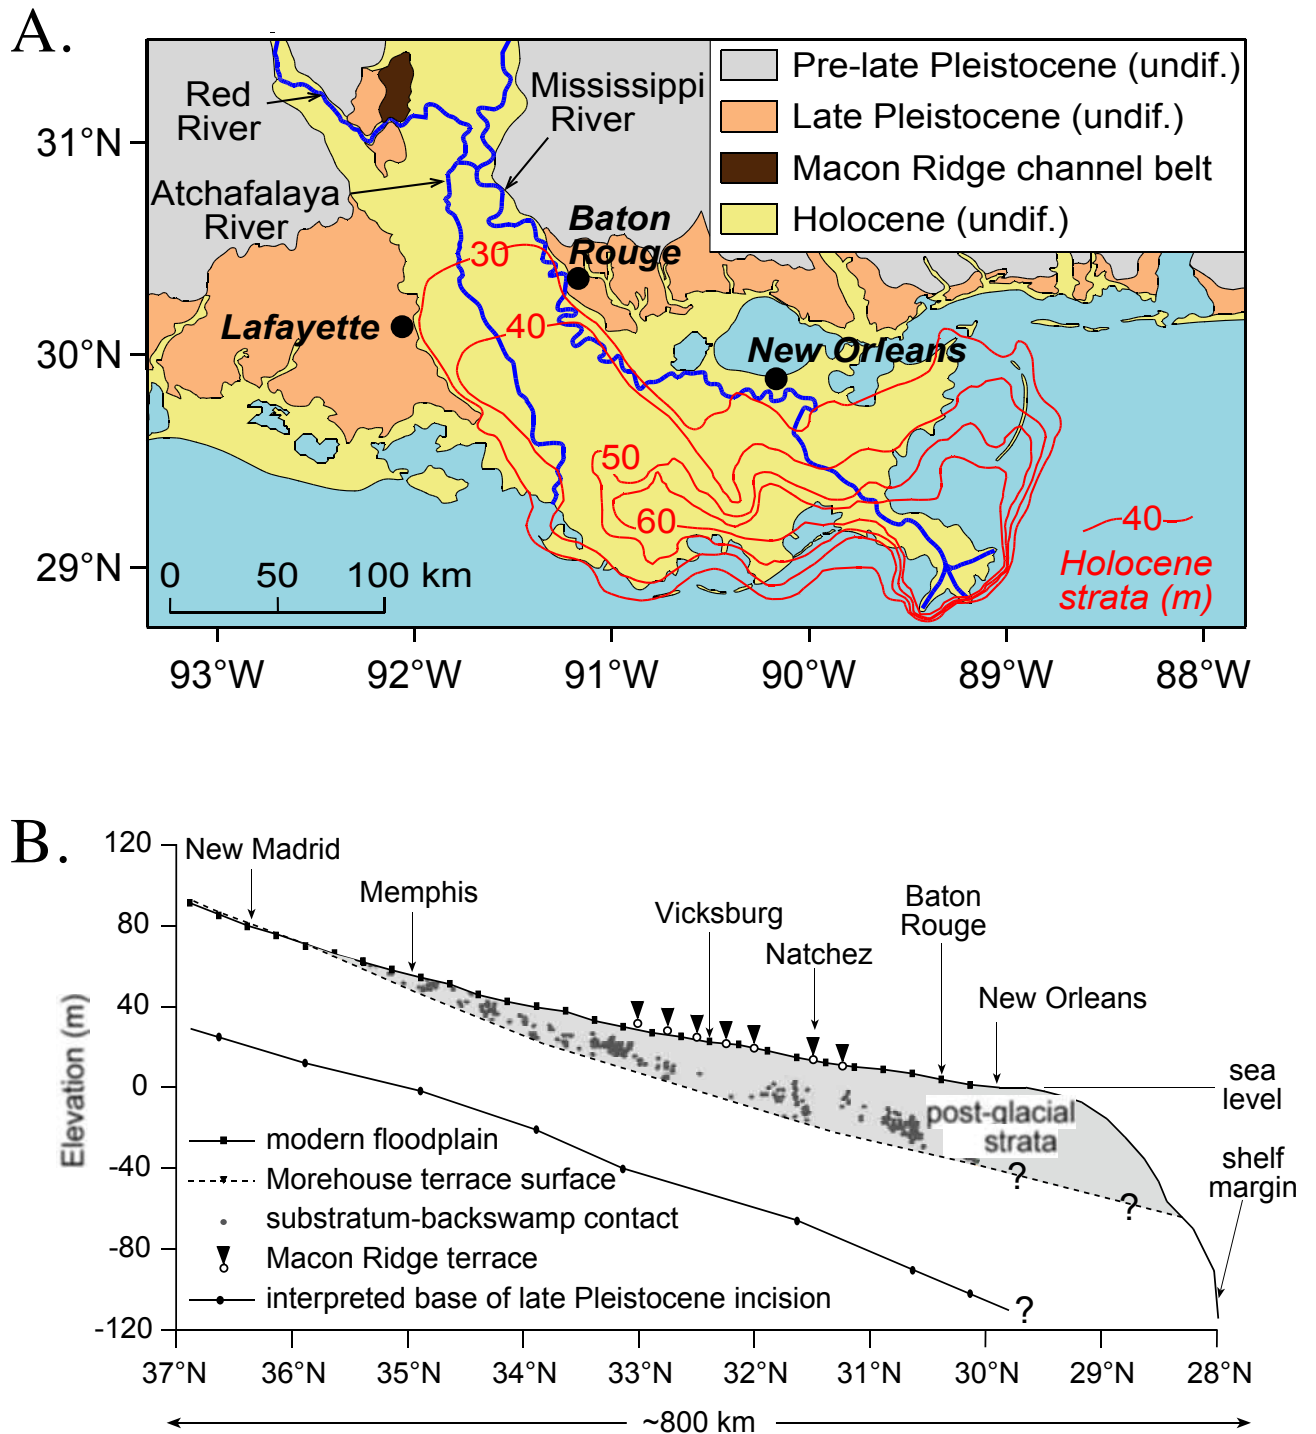 A.
Pre-late Pleistocene (undif.)
Late Pleistocene (undif.)
Macon Ridge channel belt
Holocene (undif.)
Red
River
Mississippi
River
Atchafalaya
River
Baton
Rouge
Lafayette
New Orleans
30
40
50
60
40
Holocene
strata (m)
31°N
30°N
29°N
0 50 100 km
93°W 92°W 91°W 90°W 89°W 88°W
B.
120
80
40
0
-40
-80
-120
Elevation (m)
New Madrid
Memphis
Vicksburg
Natchez
Baton
Rouge
New Orleans
sea
level
shelf
margin
post-glacial
strata
?
?
?
modern floodplain
Morehouse terrace surface
substratum-backswamp contact
Macon Ridge terrace
interpreted base of late Pleistocene incision
37°N 36°N 35°N 34°N 33°N 32°N 31°N 30°N 29°N 28°N
~800 km